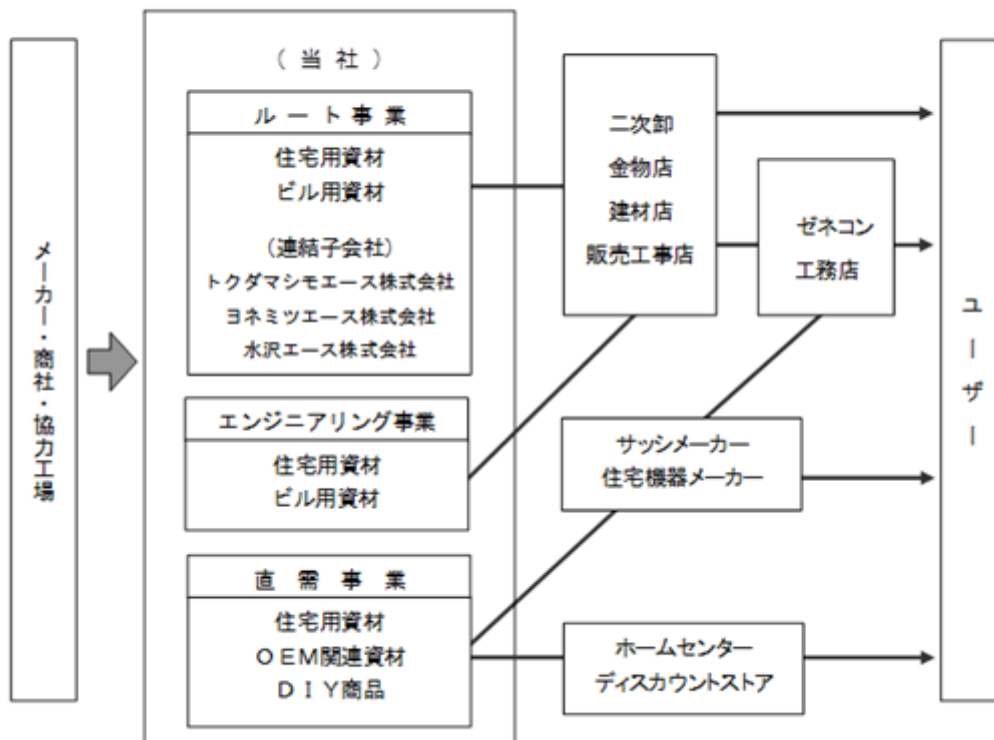 メーカー・商社・協力工場
（当社）
ルート事業
住宅用資材
ビル用資材
(連結子会社)
トクダマシモエース株式会社
ヨネミツエース株式会社
水沢エース株式会社
エンジニアリング事業
住宅用資材
ビル用資材
直需事業
住宅用資材
ＯＥＭ関連資材
ＤＩＹ商品
二次卸
金物店
建材店
販売工事店
ゼネコン
工務店
サッシメーカー
住宅機器メーカー
ホームセンター
ディスカウントストア
ユーザー